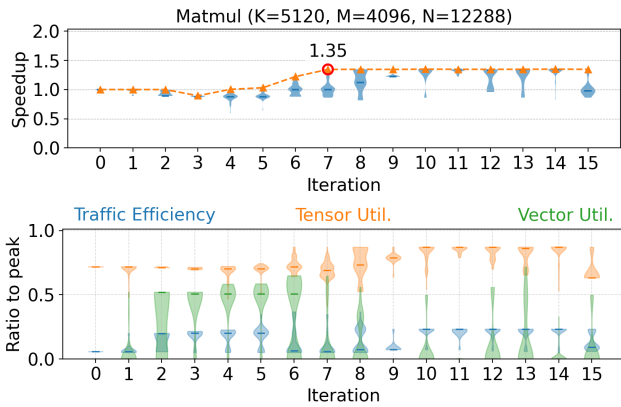 Matmul (K=5120, M=4096, N=12288)
Speedup
2.0
1.5
1.0
0.5
0.0
1.35
0 1 2 3 4 5 6 7 8 9 10 11 12 13 14 15
Iteration
Traffic Efficiency Tensor Util. Vector Util.
Ratio to peak
1.0
0.5
0.0
0 1 2 3 4 5 6 7 8 9 10 11 12 13 14 15
Iteration